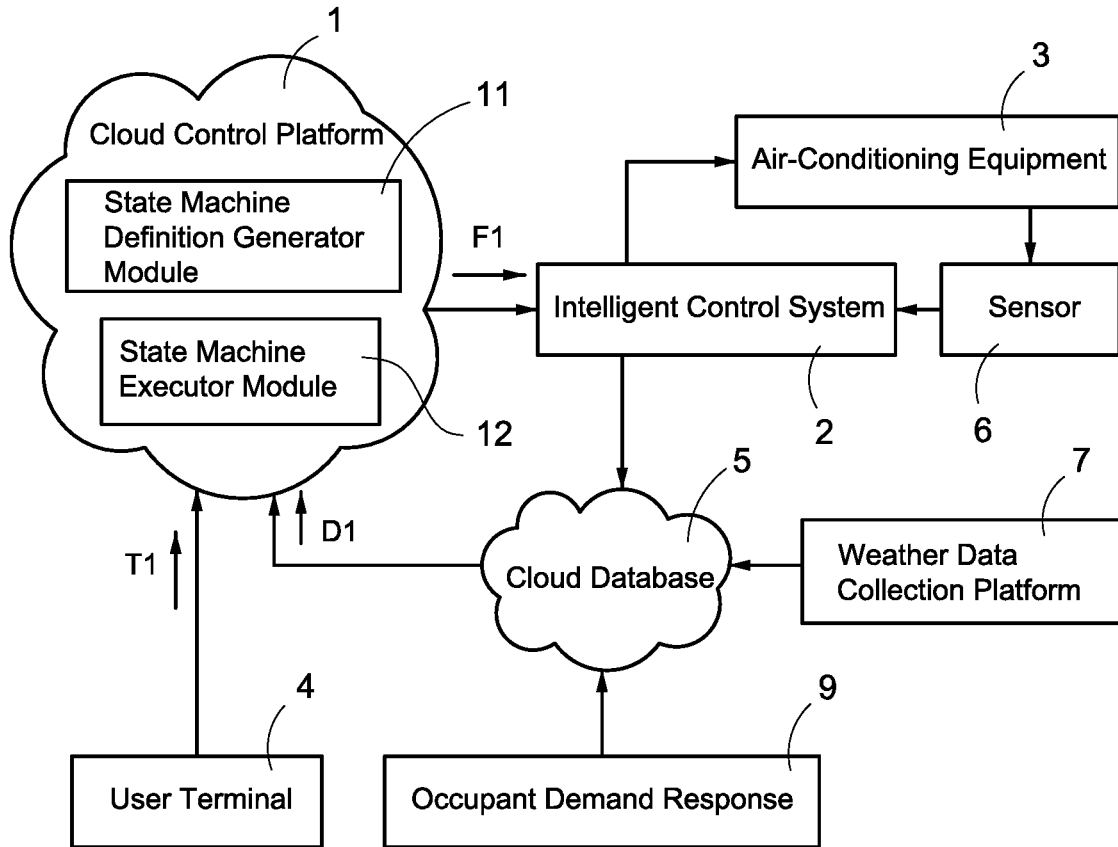 1
11
3
Cloud Control Platform
Air-Conditioning Equipment
State Machine
Definition Generator
Module
F1
Intelligent Control System
Sensor
State Machine
Executor Module
12
2
6
5
7
D1
T1
Cloud Database
Weather Data
Collection Platform
4
9
User Terminal
Occupant Demand Response